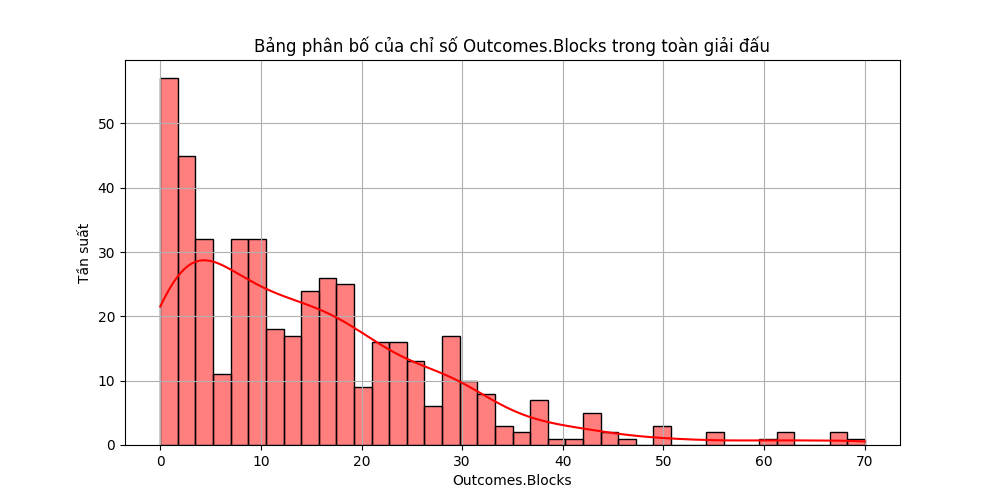 Bảng phân bố của chỉ số Outcomes.Blocks trong toàn giải đấu
Tần suất
50
40
30
20
10
0
0 10 20 30 40 50 60 70
Outcomes.Blocks